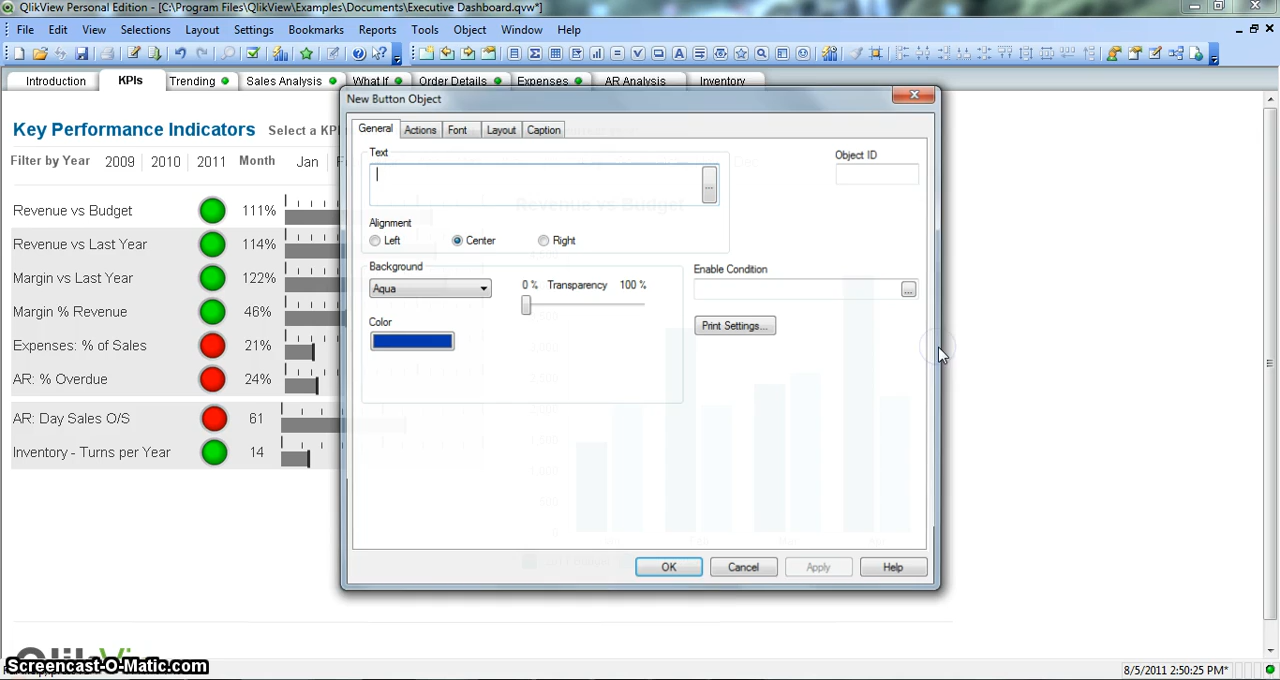 QlikView Personal Edition - [C:\Program Files\QlikView\Examples\Documents\Executive Dashboard.qvw*]
File Edit View Selections Layout Settings Bookmarks Reports Tools Object Window Help
Introduction KPIs Trending Sales Analysis What If Order Details Expenses AR Analysis Inventory
New Button Object
Key Performance Indicators Select a KP
General Actions Font Layout Caption
Filter by Year 2009 2010 2011 Month Jan
Text
Object ID
Revenue vs Budget 111%
...
Revenue vs Budget
Alignment
Left Center Right
Revenue vs Last Year 114%
Background
Aqua
0 % Transparency 100 %
Enable Condition
...
Margin vs Last Year 122%
Color
Print Settings...
Margin % Revenue 46%
Expenses: % of Sales 21%
AR: % Overdue 24%
AR: Day Sales O/S 61
Inventory - Turns per Year 14
OK Cancel Apply Help
QlikVi
Screencast-O-Matic.com
8/5/2011 2:50:25 PM*